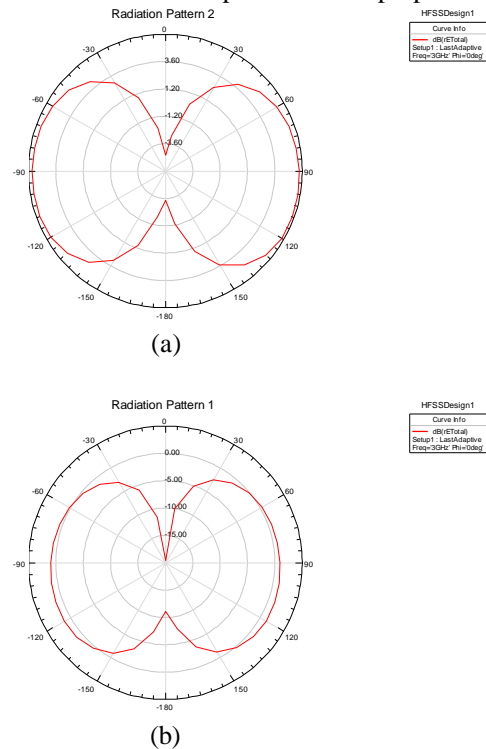 Radiation Pattern 2
HFSSDesign1
Curve Info
dB(rETotal)
Setup1 : LastAdaptive
Freq='3GHz' Phi='0deg'
0
-30 30
3.60
-60 60
1.20
-1.20
-3.60
-90 90
-120 120
-150 150
-180
(a)
Radiation Pattern 1
HFSSDesign1
Curve Info
dB(rETotal)
Setup1 : LastAdaptive
Freq='3GHz' Phi='0deg'
0
-30 30
0.00
-60 60
-5.00
-10.00
-15.00
-90 90
-120 120
-150 150
-180
(b)